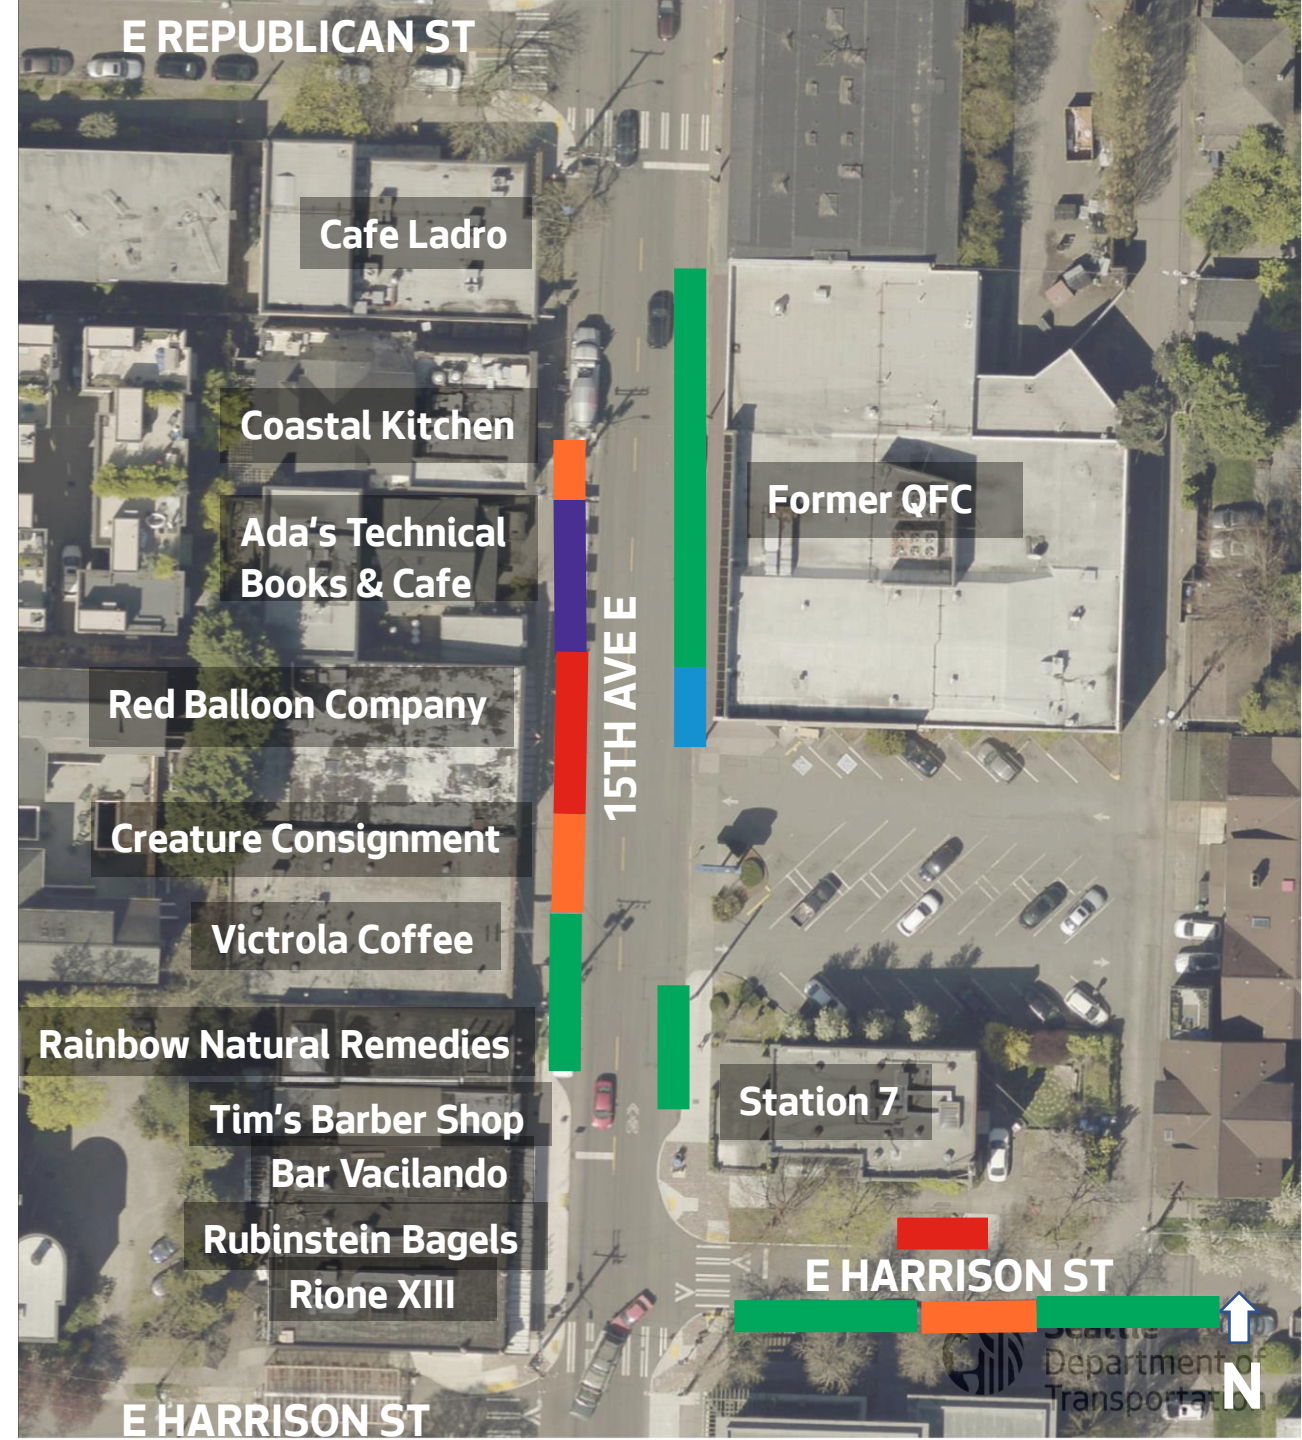 E REPUBLICAN ST
Cafe Ladro
Coastal Kitchen
Former QFC
Ada's Technical
Books & Cafe
15TH AVE E
Red Balloon Company
Creature Consignment
Victrola Coffee
Rainbow Natural Remedies
Station 7
Tim's Barber Shop
Bar Vacilando
Rubinstein Bagels
Rione XIII
E HARRISON ST
Seattle
Department of
Transportation
N
E HARRISON ST